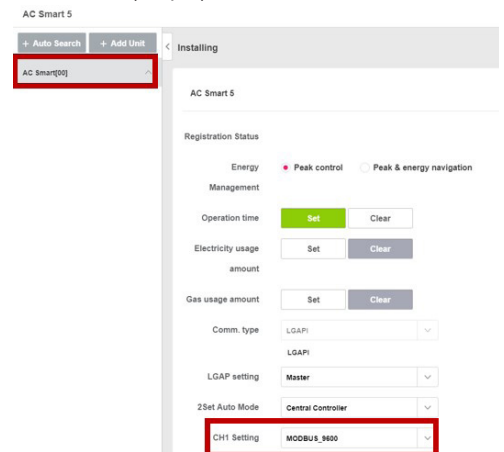 AC Smart 5
+ Auto Search + Add Unit < Installing
AC Smart[00]
AC Smart 5
Registration Status
Energy Management Peak control Peak & energy navigation
Operation time Set Clear
Electricity usage amount Set Clear
Gas usage amount Set Clear
Comm. type LGAPI
LGAPI
LGAP setting Master
2Set Auto Mode Central Controller
CH1 Setting MODBUS_9600